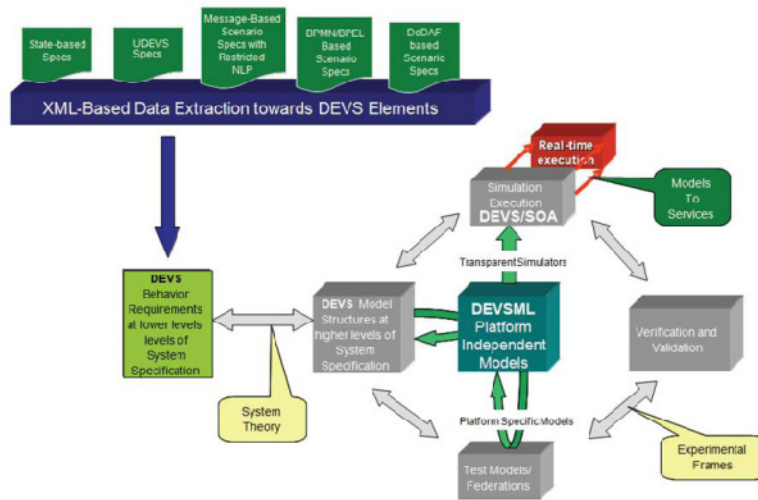 State-based
Specs
UDEVS
Specs
Message-Based
Scenario
Specs with
Restricted
NLP
BPMN/BPEL
Based
Scenario
Specs
DoDAF
based
Scenario
Specs
XML-Based Data Extraction towards DEVS Elements
Real-time
execution
Simulation
Execution
DEVS/SOA
Models
To
Services
Transparent Simulators
DEVS
Behavior
Requirements
at lower levels
levels of
System
Specification
DEVS Model
Structures at
higher levels of
System
Specification
DEVSML
Platform
Independent
Models
Verification and
Validation
System
Theory
Platform Specific Models
Experimental
Frames
Test Models/
Federations